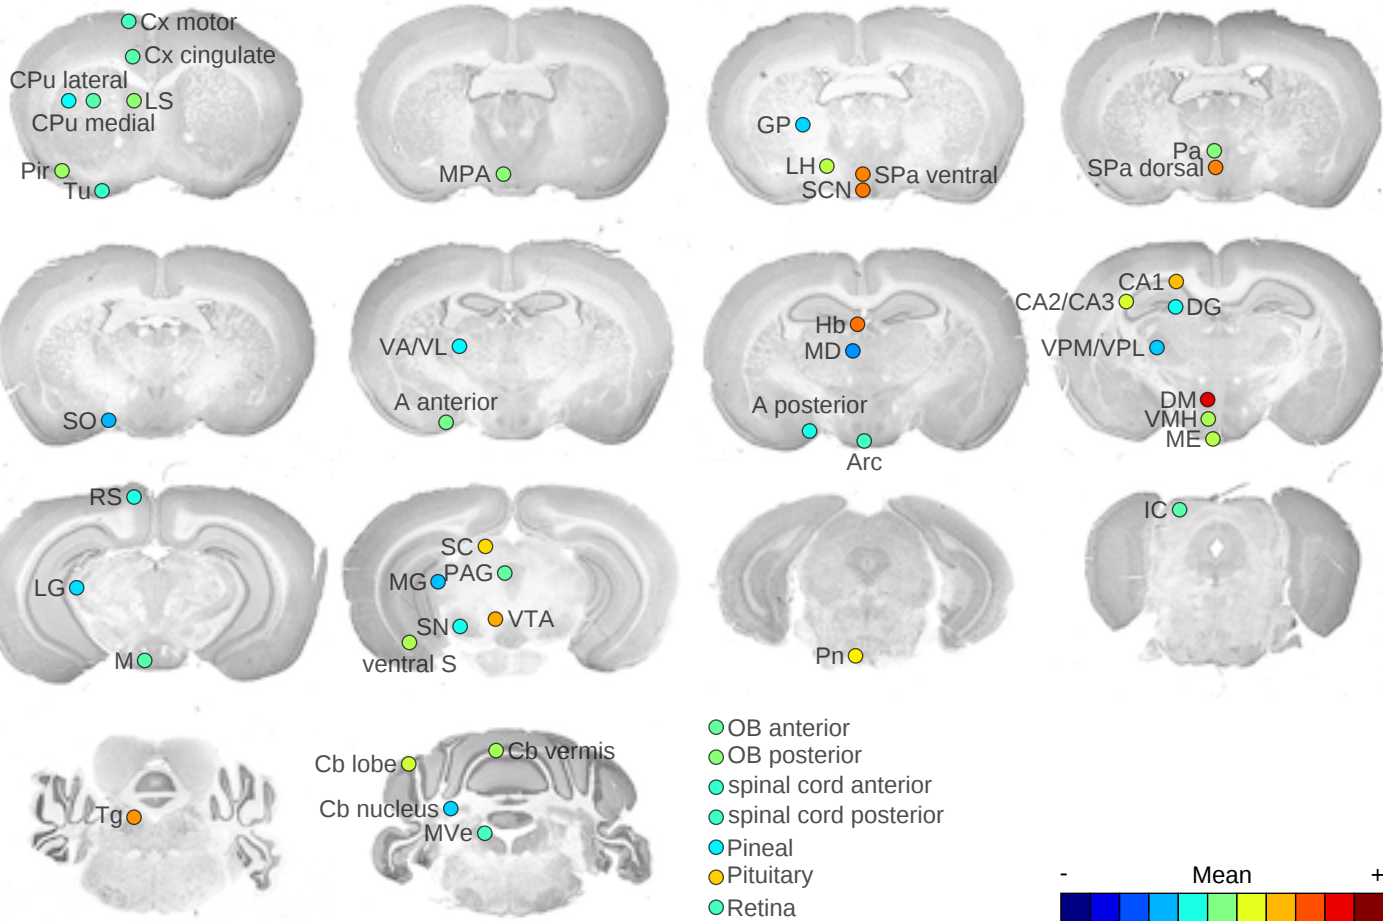 Cx motor
Cx cingulate
CPu lateral
LS
CPu medial
Pir
Tu
MPA
GP
LH
SPa ventral
SCN
Pa
SPa dorsal
SO
VA/VL
A anterior
Hb
MD
A posterior
Arc
CA1
CA2/CA3
DG
VPM/VPL
DM
VMH
ME
RS
LG
M
SC
PAG
MG
SN
VTA
ventral S
Pn
IC
Tg
Cb lobe
Cb vermis
Cb nucleus
MVe
OB anterior
OB posterior
spinal cord anterior
spinal cord posterior
Pineal
Pituitary
Retina
- Mean +